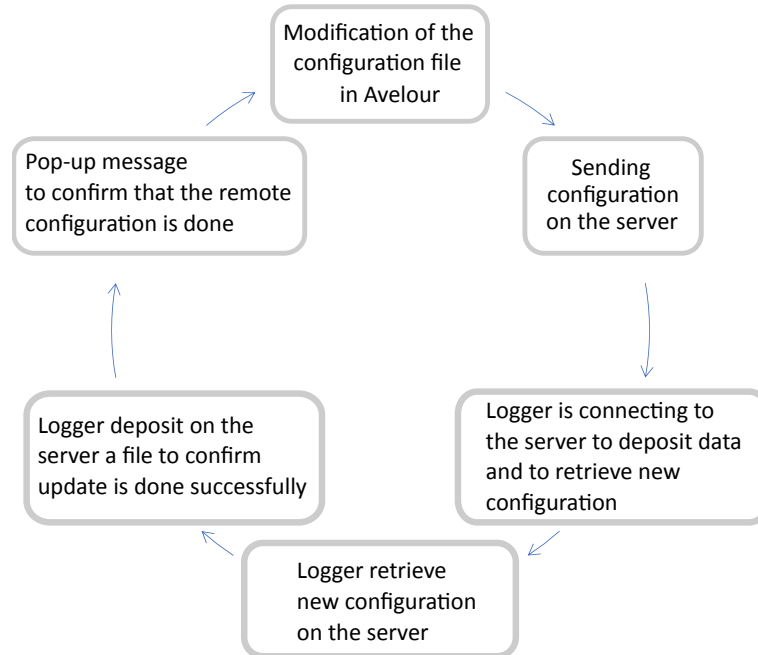 Modification of the
configuration file
in Avelour
Sending
configuration
on the server
Logger is connecting to
the server to deposit data
and to retrieve new
configuration
Logger retrieve
new configuration
on the server
Logger deposit on the
server a file to confirm
update is done successfully
Pop-up message
to confirm that the remote
configuration is done